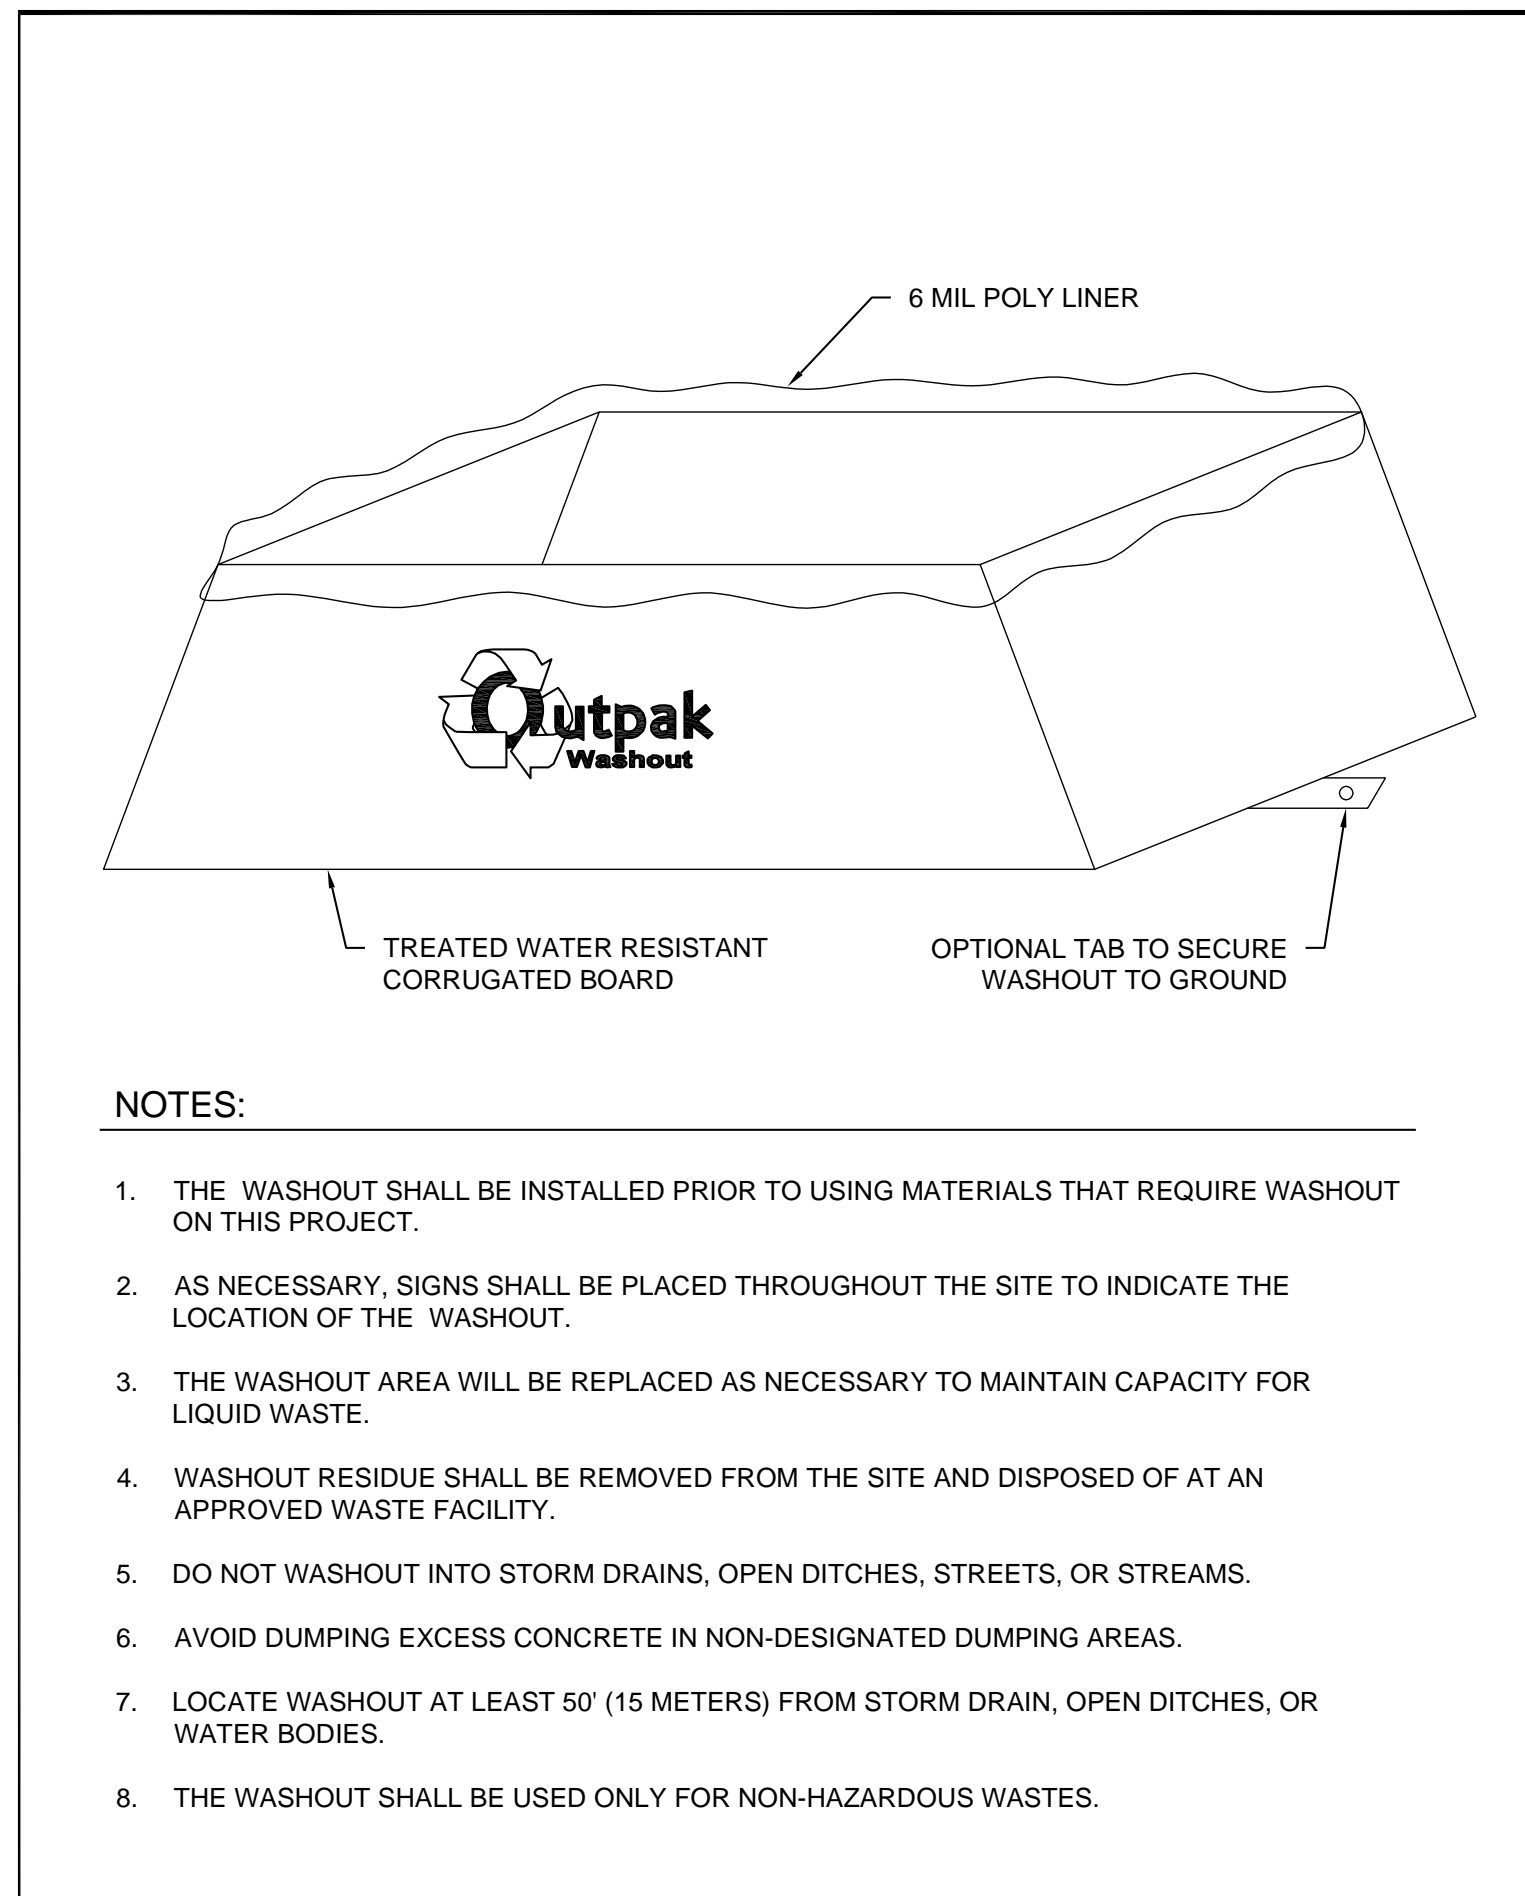 6 MIL POLY LINER
Outpak
Washout
TREATED WATER RESISTANT
CORRUGATED BOARD
OPTIONAL TAB TO SECURE
WASHOUT TO GROUND
NOTES:
1. THE WASHOUT SHALL BE INSTALLED PRIOR TO USING MATERIALS THAT REQUIRE WASHOUT
ON THIS PROJECT.
2. AS NECESSARY, SIGNS SHALL BE PLACED THROUGHOUT THE SITE TO INDICATE THE
LOCATION OF THE WASHOUT.
3. THE WASHOUT AREA WILL BE REPLACED AS NECESSARY TO MAINTAIN CAPACITY FOR
LIQUID WASTE.
4. WASHOUT RESIDUE SHALL BE REMOVED FROM THE SITE AND DISPOSED OF AT AN
APPROVED WASTE FACILITY.
5. DO NOT WASHOUT INTO STORM DRAINS, OPEN DITCHES, STREETS, OR STREAMS.
6. AVOID DUMPING EXCESS CONCRETE IN NON-DESIGNATED DUMPING AREAS.
7. LOCATE WASHOUT AT LEAST 50' (15 METERS) FROM STORM DRAIN, OPEN DITCHES, OR
WATER BODIES.
8. THE WASHOUT SHALL BE USED ONLY FOR NON-HAZARDOUS WASTES.